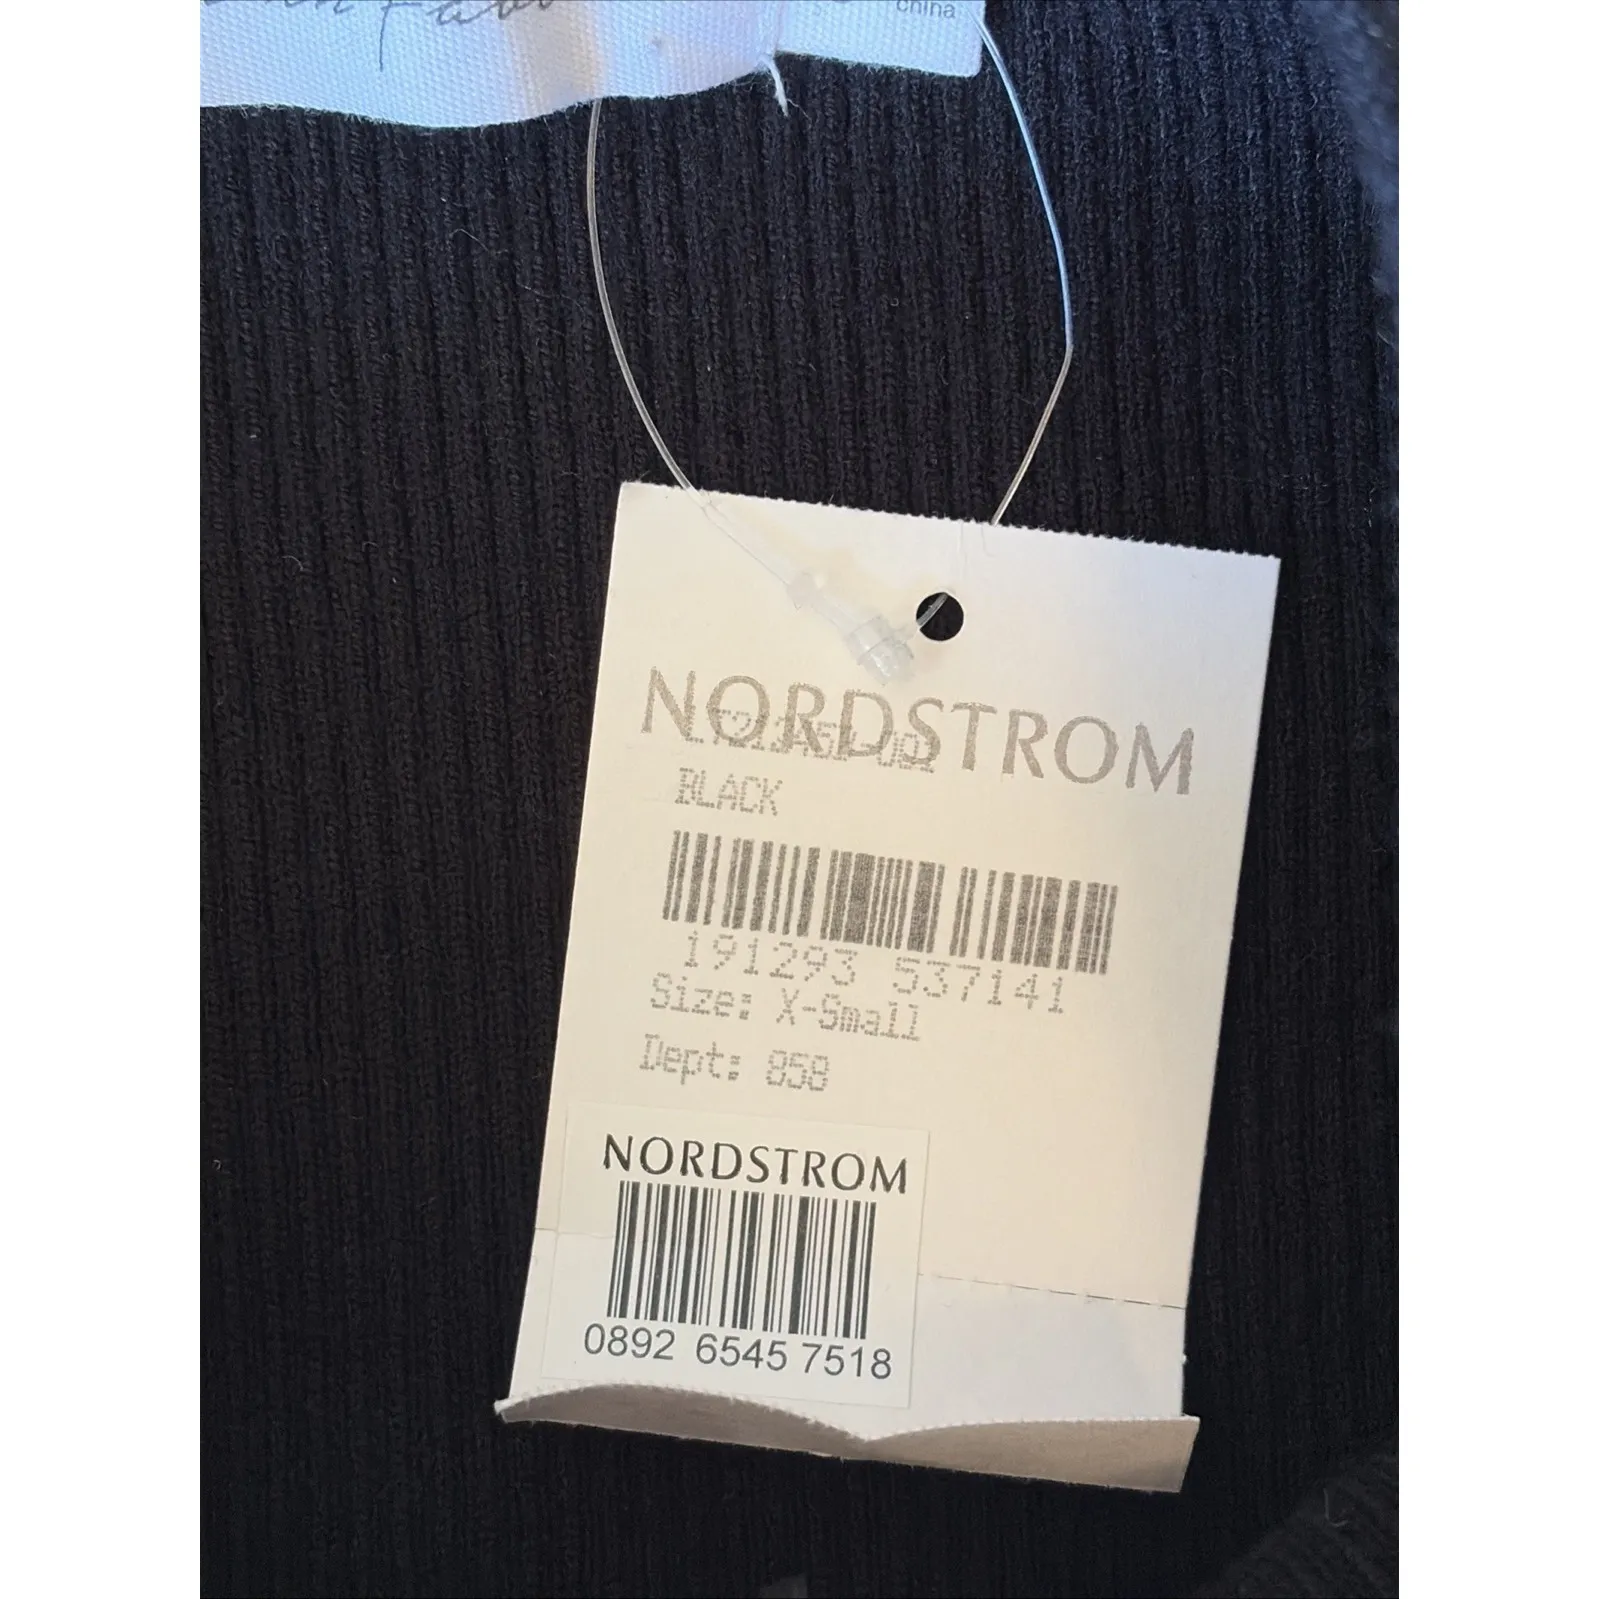 china
NORDSTROM
BLACK
191293 537141
Size: X-Small
Dept: 858
NORDSTROM
0892 6545 7518